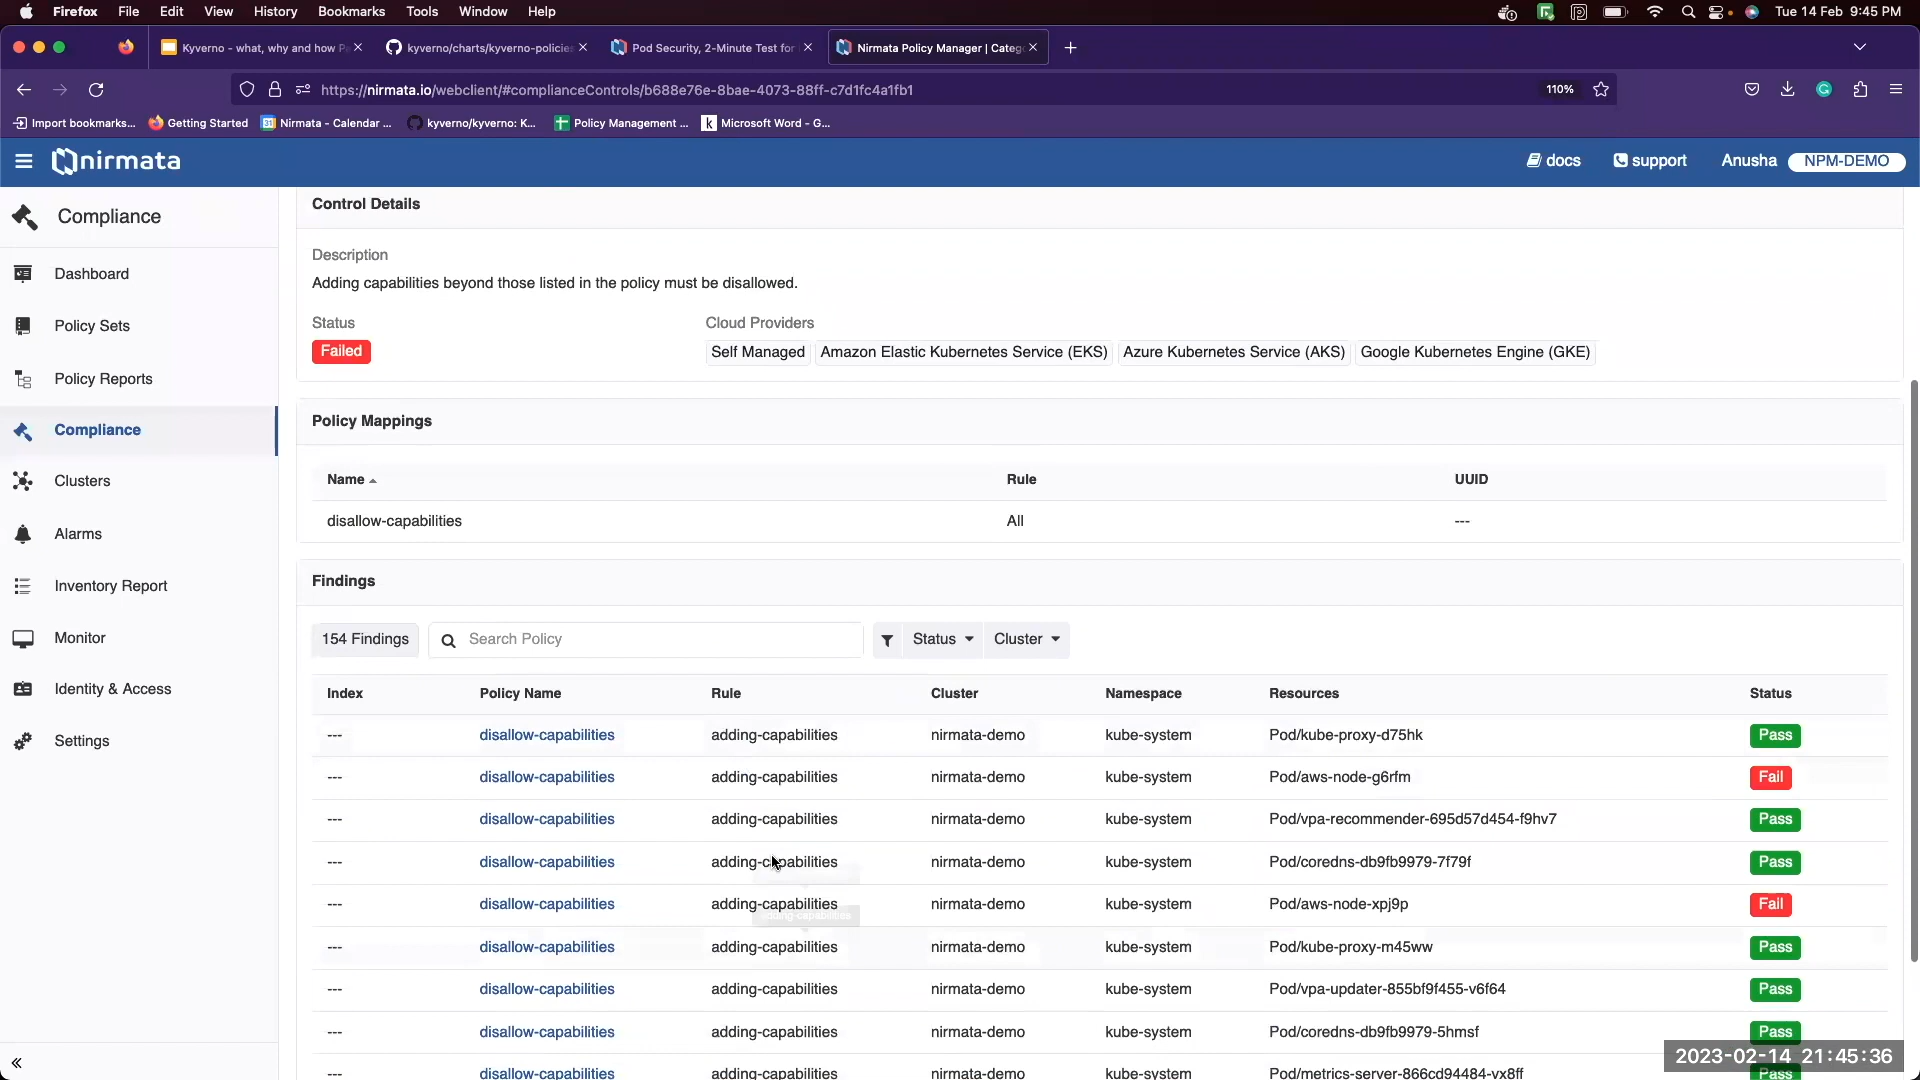 Firefox File Edit View History Bookmarks Tools Window Help Tue 14 Feb 9:45 PM
Kyverno - what, why and how P
kyverno/charts/kyverno-policies
Pod Security, 2-Minute Test for
Nirmata Policy Manager | Categ
https://nirmata.io/webclient/#complianceControls/b688e76e-8bae-4073-88ff-c7d1fc4a1fb1 110%
Import bookmarks... Getting Started Nirmata - Calendar ... kyverno/kyverno: K... Policy Management ... Microsoft Word - G...
nirmata docs support Anusha NPM-DEMO
Compliance
Dashboard
Policy Sets
Policy Reports
Compliance
Clusters
Alarms
Inventory Report
Monitor
Identity & Access
Settings
Control Details
Description
Adding capabilities beyond those listed in the policy must be disallowed.
Status Cloud Providers
Failed Self Managed Amazon Elastic Kubernetes Service (EKS) Azure Kubernetes Service (AKS) Google Kubernetes Engine (GKE)
Policy Mappings
Name Rule UUID
disallow-capabilities All ---
Findings
154 Findings Search Policy Status Cluster
Index Policy Name Rule Cluster Namespace Resources Status
--- disallow-capabilities adding-capabilities nirmata-demo kube-system Pod/kube-proxy-d75hk Pass
--- disallow-capabilities adding-capabilities nirmata-demo kube-system Pod/aws-node-g6rfm Fail
--- disallow-capabilities adding-capabilities nirmata-demo kube-system Pod/vpa-recommender-695d57d454-f9hv7 Pass
--- disallow-capabilities adding-capabilities nirmata-demo kube-system Pod/coredns-db9fb9979-7f79f Pass
--- disallow-capabilities adding-capabilities nirmata-demo kube-system Pod/aws-node-xpj9p Fail
adding-capabilities
--- disallow-capabilities adding-capabilities nirmata-demo kube-system Pod/kube-proxy-m45ww Pass
--- disallow-capabilities adding-capabilities nirmata-demo kube-system Pod/vpa-updater-855bf9f455-v6f64 Pass
--- disallow-capabilities adding-capabilities nirmata-demo kube-system Pod/coredns-db9fb9979-5hmsf Pass
--- disallow-capabilities adding-capabilities nirmata-demo kube-system Pod/metrics-server-866cd94484-vx8ff Pass
2023-02-14 21:45:36